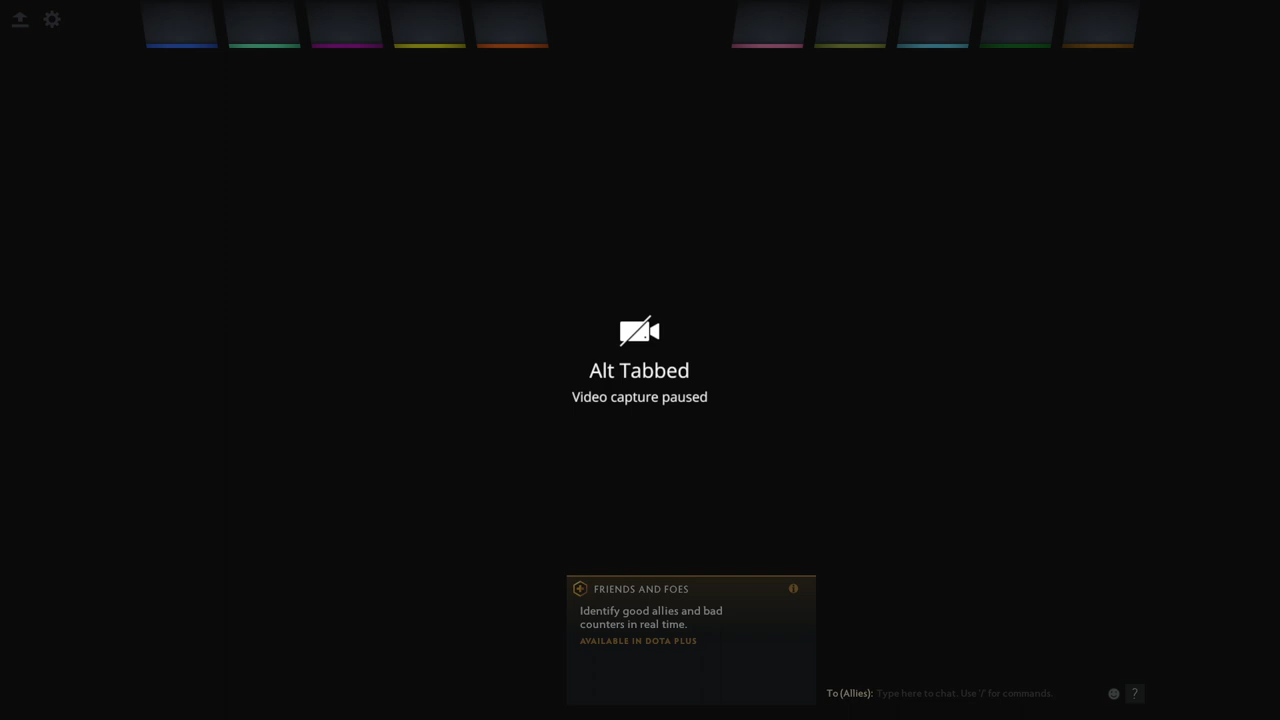 Alt Tabbed
Video capture paused
FRIENDS AND FOES
Identify good allies and bad
counters in real time.
AVAILABLE IN DOTA PLUS
To (Allies): Type here to chat. Use '/' for commands.
?